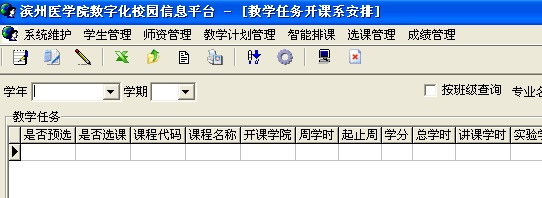 滨州医学院数字化校园信息平台 - [教学任务开课系安排]
系统维护 学生管理 师资管理 教学计划管理 智能排课 选课管理 成绩管理
学年 学期 按班级查询 专业名
教学任务
是否预选 是否选课 课程代码 课程名称 开课学院 周学时 起止周 学分 总学时 讲课学时 实验学